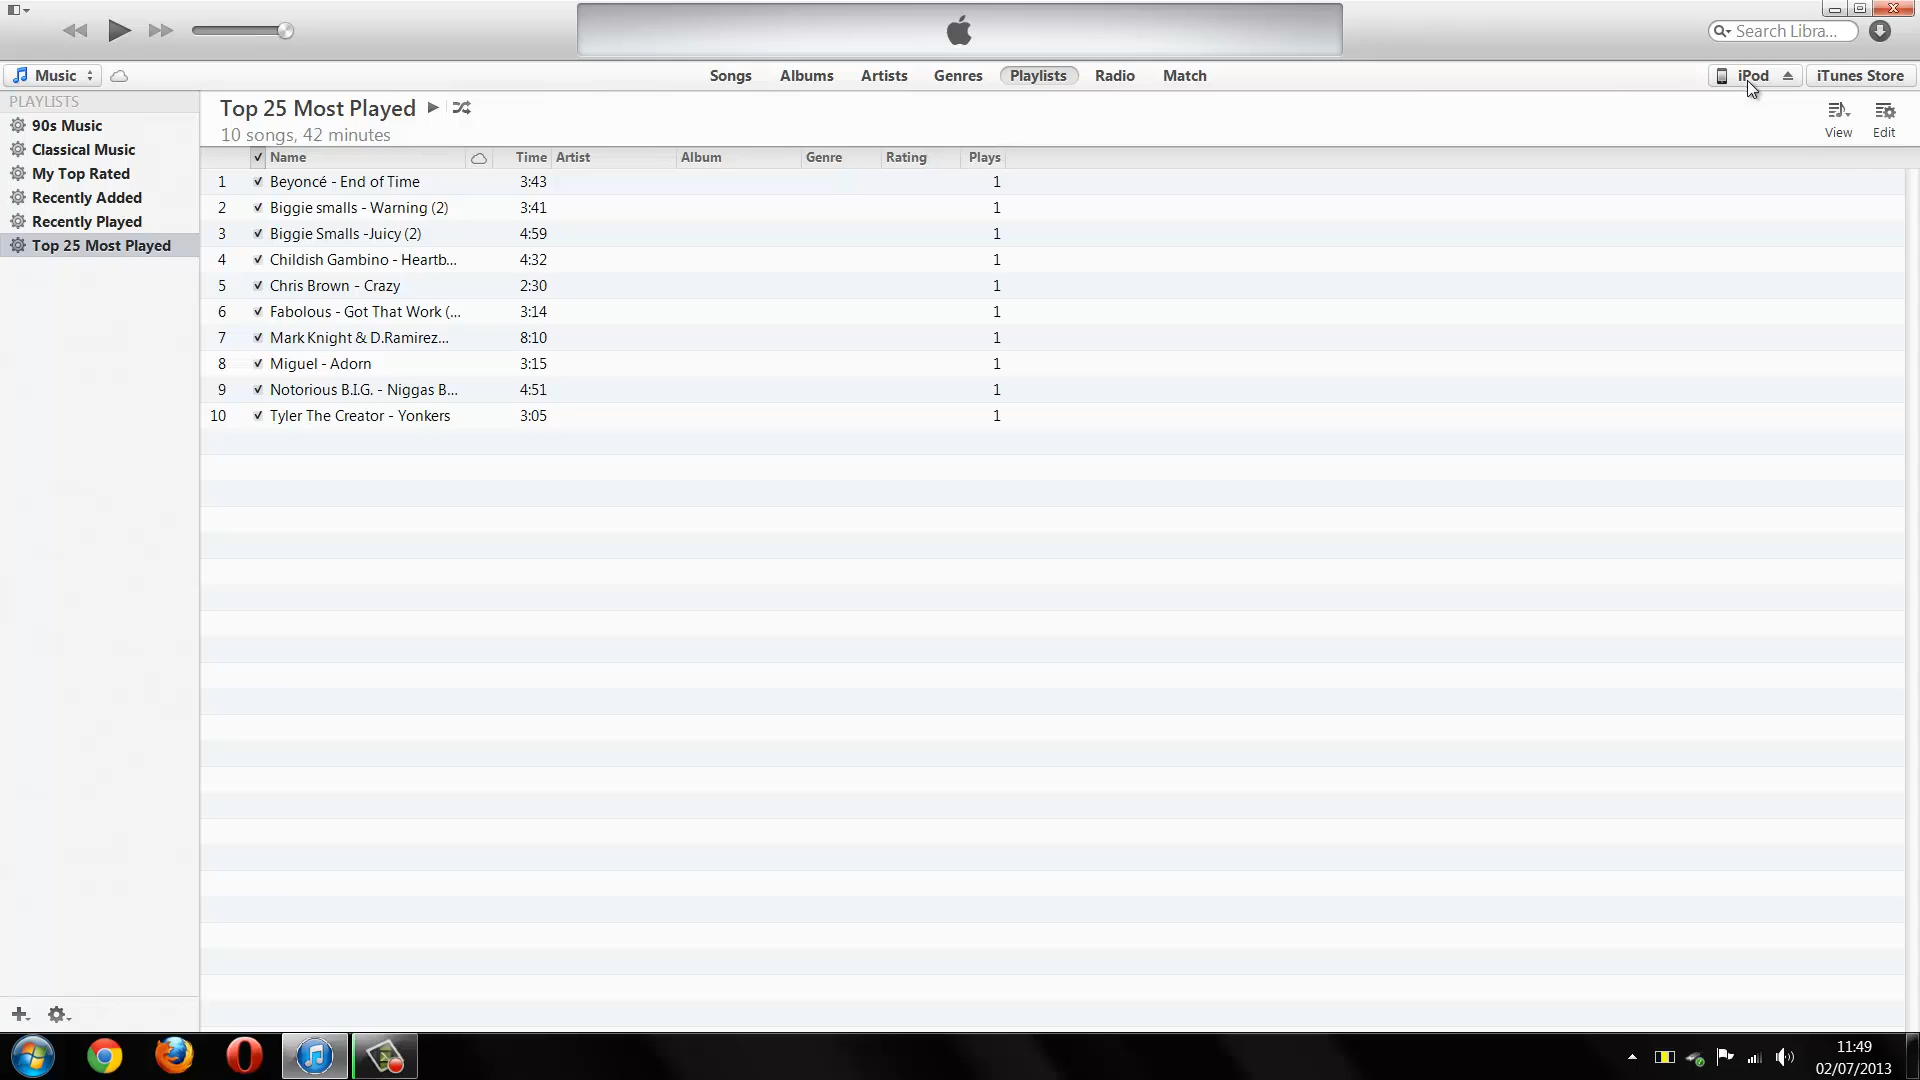 Search Libra...
Music
Songs
Albums
Artists
Genres
Playlists
Radio
Match
iPod
iTunes Store
PLAYLISTS
90s Music
Classical Music
My Top Rated
Recently Added
Recently Played
Top 25 Most Played
Top 25 Most Played
10 songs, 42 minutes
View
Edit
Name Time Artist Album Genre Rating Plays
1 Beyoncé - End of Time 3:43 1
2 Biggie smalls - Warning (2) 3:41 1
3 Biggie Smalls -Juicy (2) 4:59 1
4 Childish Gambino - Heartb... 4:32 1
5 Chris Brown - Crazy 2:30 1
6 Fabolous - Got That Work (... 3:14 1
7 Mark Knight & D.Ramirez... 8:10 1
8 Miguel - Adorn 3:15 1
9 Notorious B.I.G. - Niggas B... 4:51 1
10 Tyler The Creator - Yonkers 3:05 1
11:49
02/07/2013